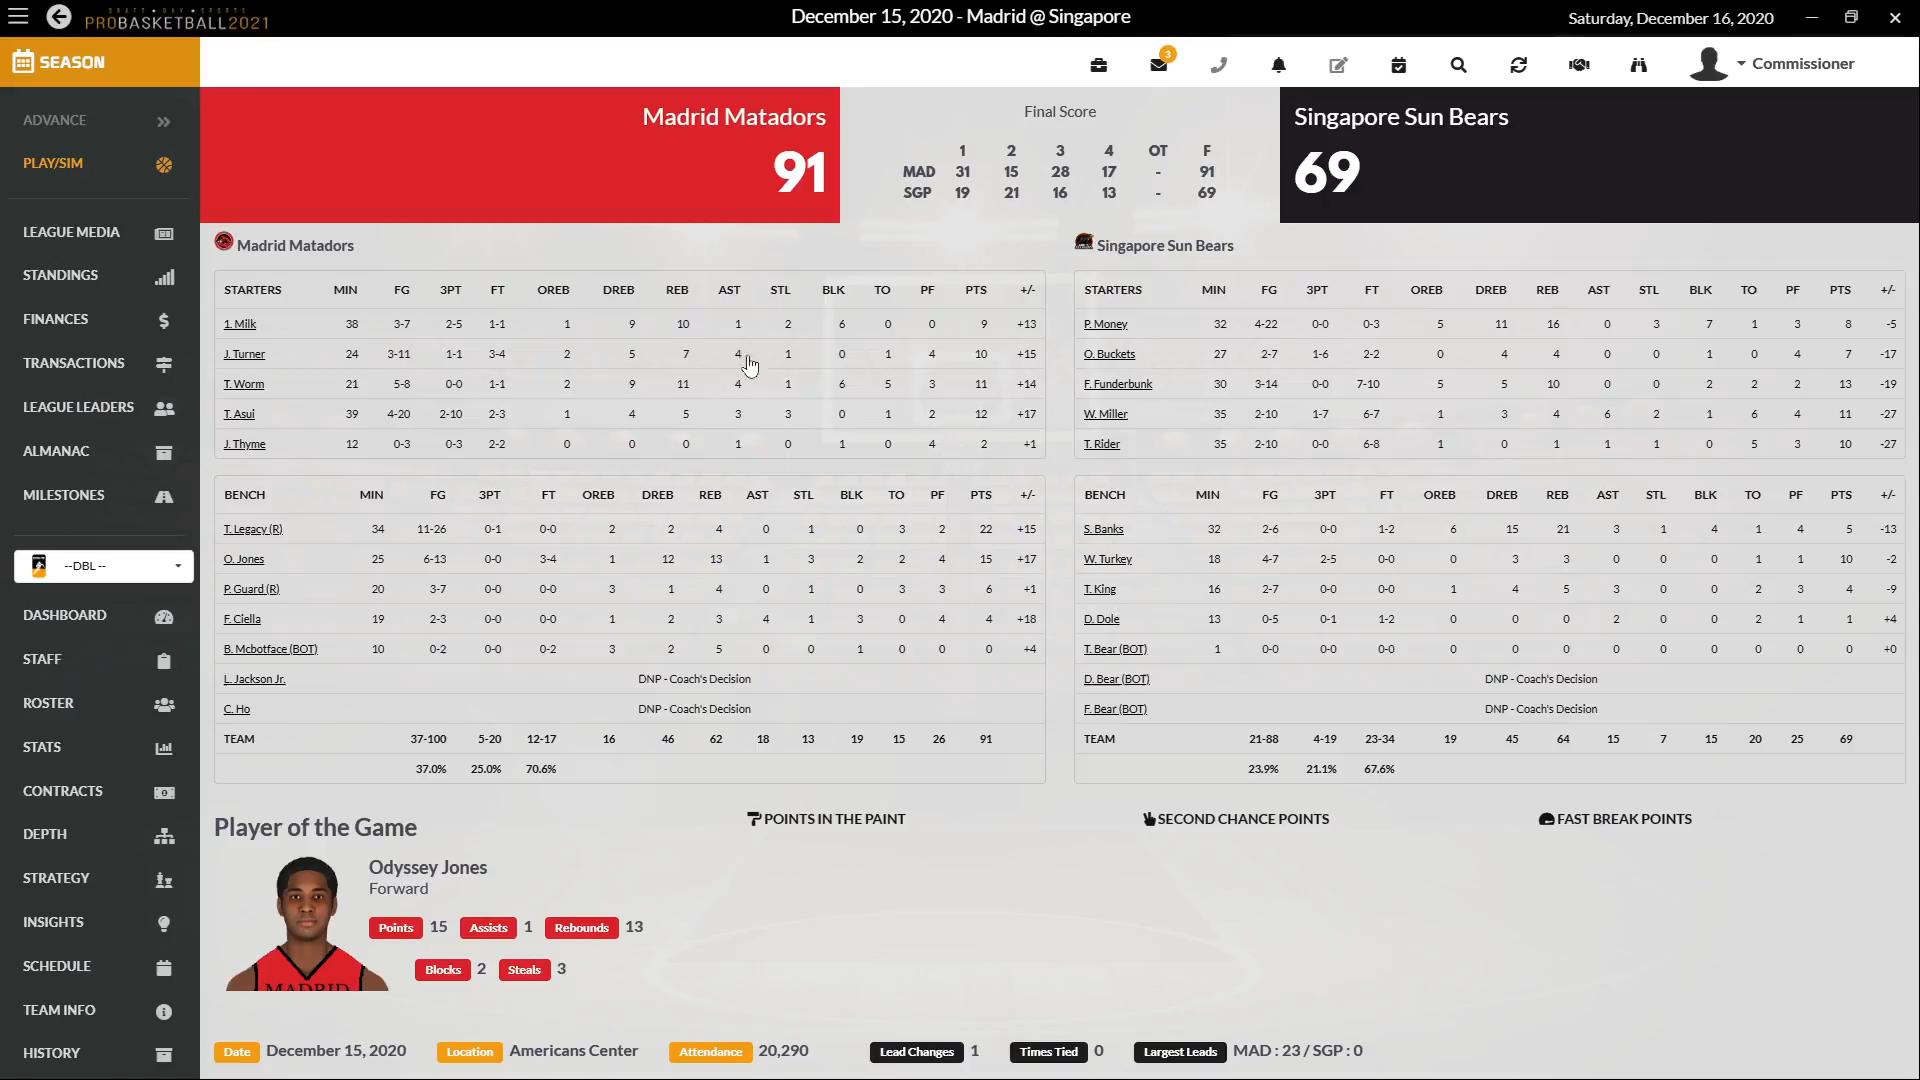 DRAFT • DAY • SPORTS
PROBASKETBALL2021
December 15, 2020 - Madrid @ Singapore
Saturday, December 16, 2020
SEASON
3
Commissioner
ADVANCE
PLAY/SIM
LEAGUE MEDIA
STANDINGS
FINANCES
TRANSACTIONS
LEAGUE LEADERS
ALMANAC
MILESTONES
--DBL --
DASHBOARD
STAFF
ROSTER
STATS
CONTRACTS
DEPTH
STRATEGY
INSIGHTS
SCHEDULE
TEAM INFO
HISTORY
Madrid Matadors
91
Final Score
1 2 3 4 OT F
MAD 31 15 28 17 - 91
SGP 19 21 16 13 - 69
Singapore Sun Bears
69
Madrid Matadors
STARTERS MIN FG 3PT FT OREB DREB REB AST STL BLK TO PF PTS +/-
1. Milk 38 3-7 2-5 1-1 1 9 10 1 2 6 0 0 9 +13
J. Turner 24 3-11 1-1 3-4 2 5 7 4 1 0 1 4 10 +15
T. Worm 21 5-8 0-0 1-1 2 9 11 4 1 6 5 3 11 +14
T. Asui 39 4-20 2-10 2-3 1 4 5 3 3 0 1 2 12 +17
J. Thyme 12 0-3 0-3 2-2 0 0 0 1 0 1 0 4 2 +1
BENCH MIN FG 3PT FT OREB DREB REB AST STL BLK TO PF PTS +/-
T. Legacy (R) 34 11-26 0-1 0-0 2 2 4 0 1 0 3 2 22 +15
O. Jones 25 6-13 0-0 3-4 1 12 13 1 3 2 2 4 15 +17
P. Guard (R) 20 3-7 0-0 0-0 3 1 4 0 1 0 3 3 6 +1
F. Ciella 19 2-3 0-0 0-0 1 2 3 4 1 3 0 4 4 +18
B. Mcbotface (BOT) 10 0-2 0-0 0-2 3 2 5 0 0 1 0 0 0 +4
L. Jackson Jr. DNP - Coach's Decision
C. Ho DNP - Coach's Decision
TEAM 37-100 5-20 12-17 16 46 62 18 13 19 15 26 91
37.0% 25.0% 70.6%
Singapore Sun Bears
STARTERS MIN FG 3PT FT OREB DREB REB AST STL BLK TO PF PTS +/-
P. Money 32 4-22 0-0 0-3 5 11 16 0 3 7 1 3 8 -5
O. Buckets 27 2-7 1-6 2-2 0 4 4 0 0 1 0 4 7 -17
F. Funderbunk 30 3-14 0-0 7-10 5 5 10 0 0 2 2 2 13 -19
W. Miller 35 2-10 1-7 6-7 1 3 4 6 2 1 6 4 11 -27
T. Rider 35 2-10 0-0 6-8 1 0 1 1 1 0 5 3 10 -27
BENCH MIN FG 3PT FT OREB DREB REB AST STL BLK TO PF PTS +/-
S. Banks 32 2-6 0-0 1-2 6 15 21 3 1 4 1 4 5 -13
W. Turkey 18 4-7 2-5 0-0 0 3 3 0 0 0 1 1 10 -2
T. King 16 2-7 0-0 0-0 1 4 5 3 0 0 2 3 4 -9
D. Dole 13 0-5 0-1 1-2 0 0 0 2 0 0 2 1 1 +4
T. Bear (BOT) 1 0-0 0-0 0-0 0 0 0 0 0 0 0 0 0 +0
D. Bear (BOT) DNP - Coach's Decision
F. Bear (BOT) DNP - Coach's Decision
TEAM 21-88 4-19 23-34 19 45 64 15 7 15 20 25 69
23.9% 21.1% 67.6%
Player of the Game
Odyssey Jones
Forward
Points 15 Assists 1 Rebounds 13
Blocks 2 Steals 3
MADRID
POINTS IN THE PAINT
SECOND CHANCE POINTS
FAST BREAK POINTS
Date December 15, 2020 Location Americans Center Attendance 20,290 Lead Changes 1 Times Tied 0 Largest Leads MAD : 23 / SGP : 0